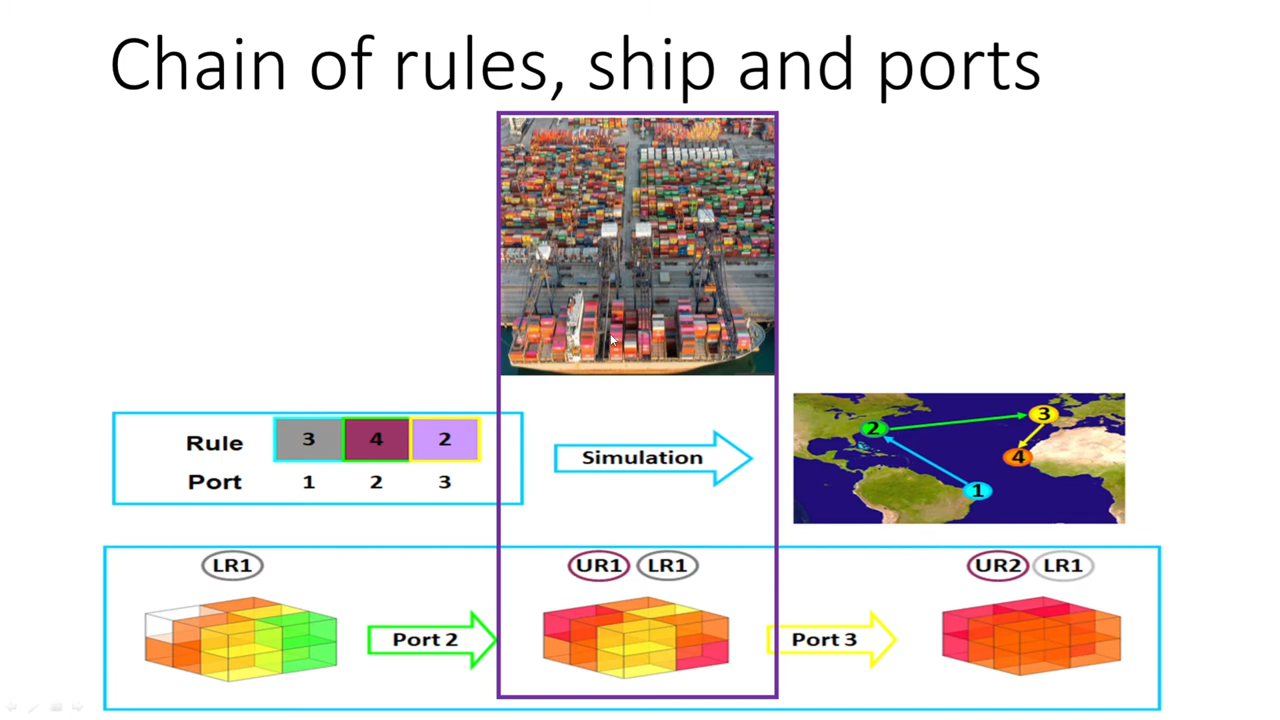 Chain of rules, ship and ports
Rule 3 4 2
Port 1 2 3
Simulation
1 2 3 4
LR1
UR1 LR1
UR2 LR1
Port 2
Port 3